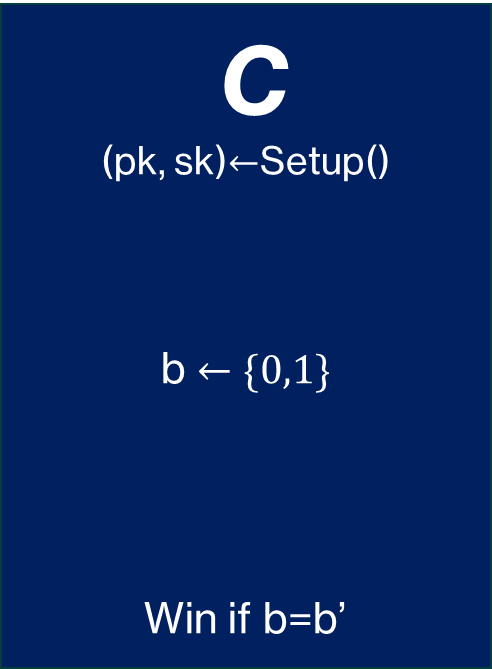 C
(pk, sk)←Setup()
b ← {0,1}
Win if b=b’